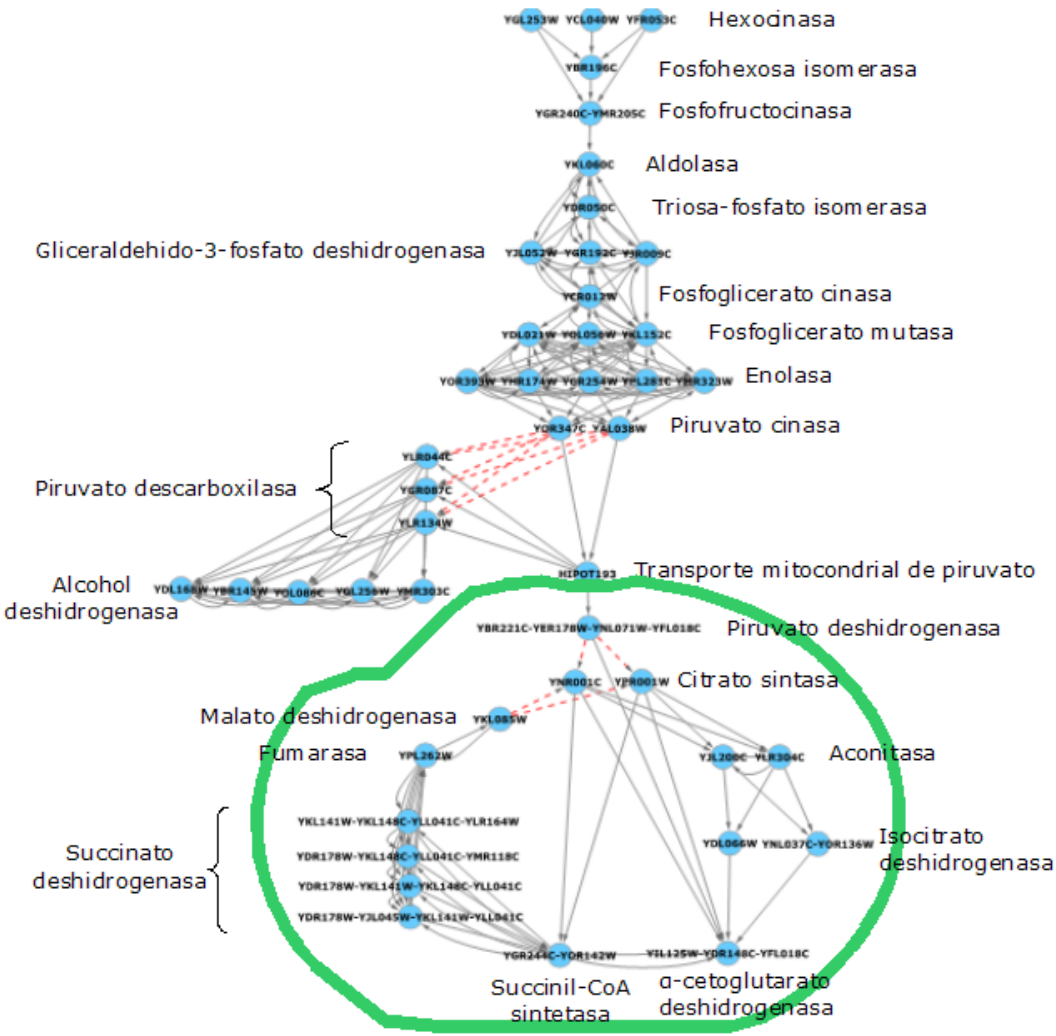 YGL253W YCL040W YFR053C Hexocinasa
YBR196C Fosfohexosa isomerasa
YGR240C-YMR205C Fosfofructocinasa
YKL060C Aldolasa
YDR050C Triosa-fosfato isomerasa
Gliceraldehido-3-fosfato deshidrogenasa YJL052W YGR192C YJR009C
YCR012W Fosfoglicerato cinasa
YDL021W YOL056W YKL152C Fosfoglicerato mutasa
YOR393W YHR174W YGR254W YPL281C YMR323W Enolasa
YOR347C YAL038W Piruvato cinasa
YLR044C
Piruvato descarboxilasa YGR087C
YLR134W
HIPOT193 Transporte mitocondrial de piruvato
Alcohol
deshidrogenasa YDL168W YBR145W YOL086C YGL256W YMR303C
YBR221C-YER178W-YNL071W-YFL018C Piruvato deshidrogenasa
YNR001C YPR001W Citrato sintasa
Malato deshidrogenasa YKL085W
Fumarasa YPL262W YJL200C YLR304C Aconitasa
YKL141W-YKL148C-YLL041C-YLR164W
YDL066W YNL037C-YOR136W Isocitrato
deshidrogenasa
Succinato
deshidrogenasa
YDR178W-YKL148C-YLL041C-YMR118C
YDR178W-YKL141W-YKL148C-YLL041C
YDR178W-YJL045W-YKL141W-YLL041C
YGR244C-YOR142W YIL125W-YDR148C-YFL018C
Succinil-CoA
sintetasa
α-cetoglutarato
deshidrogenasa